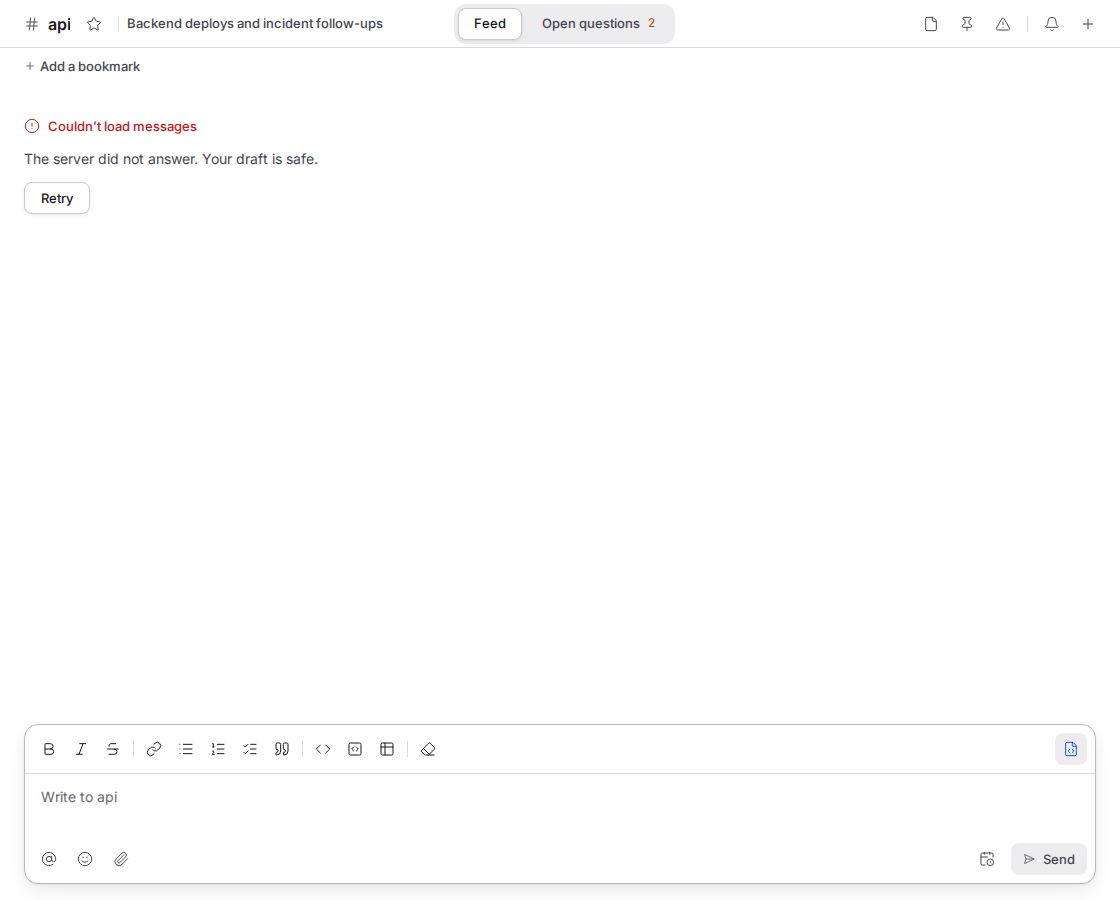 api
Backend deploys and incident follow-ups
Feed
Open questions 2
Add a bookmark
Couldn’t load messages
The server did not answer. Your draft is safe.
Retry
Write to api
Send